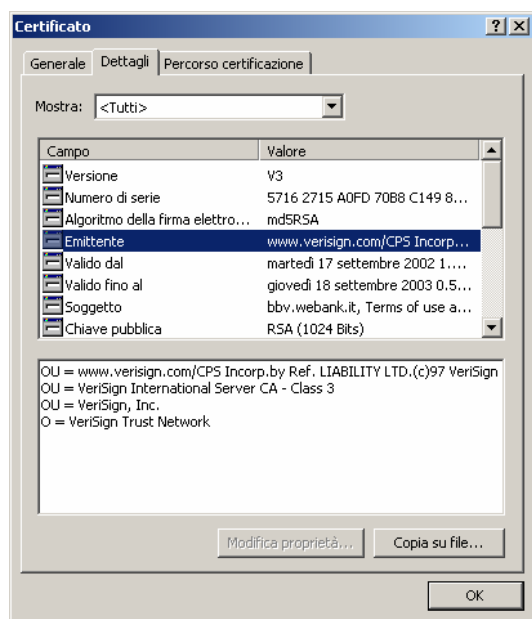 Certificato
Generale Dettagli Percorso certificazione
Mostra: <Tutti>
Campo Valore
Versione V3
Numero di serie 5716 2715 A0FD 70B8 C149 8...
Algoritmo della firma elettro... md5RSA
Emittente www.verisign.com/CPS Incorp...
Valido dal martedì 17 settembre 2002 1....
Valido fino al giovedì 18 settembre 2003 0.5...
Soggetto bbv.webank.it, Terms of use a...
Chiave pubblica RSA (1024 Bits)
OU = www.verisign.com/CPS Incorp.by Ref. LIABILITY LTD.(c)97 VeriSign
OU = VeriSign International Server CA - Class 3
OU = VeriSign, Inc.
O = VeriSign Trust Network
Modifica proprietà... Copia su file...
OK